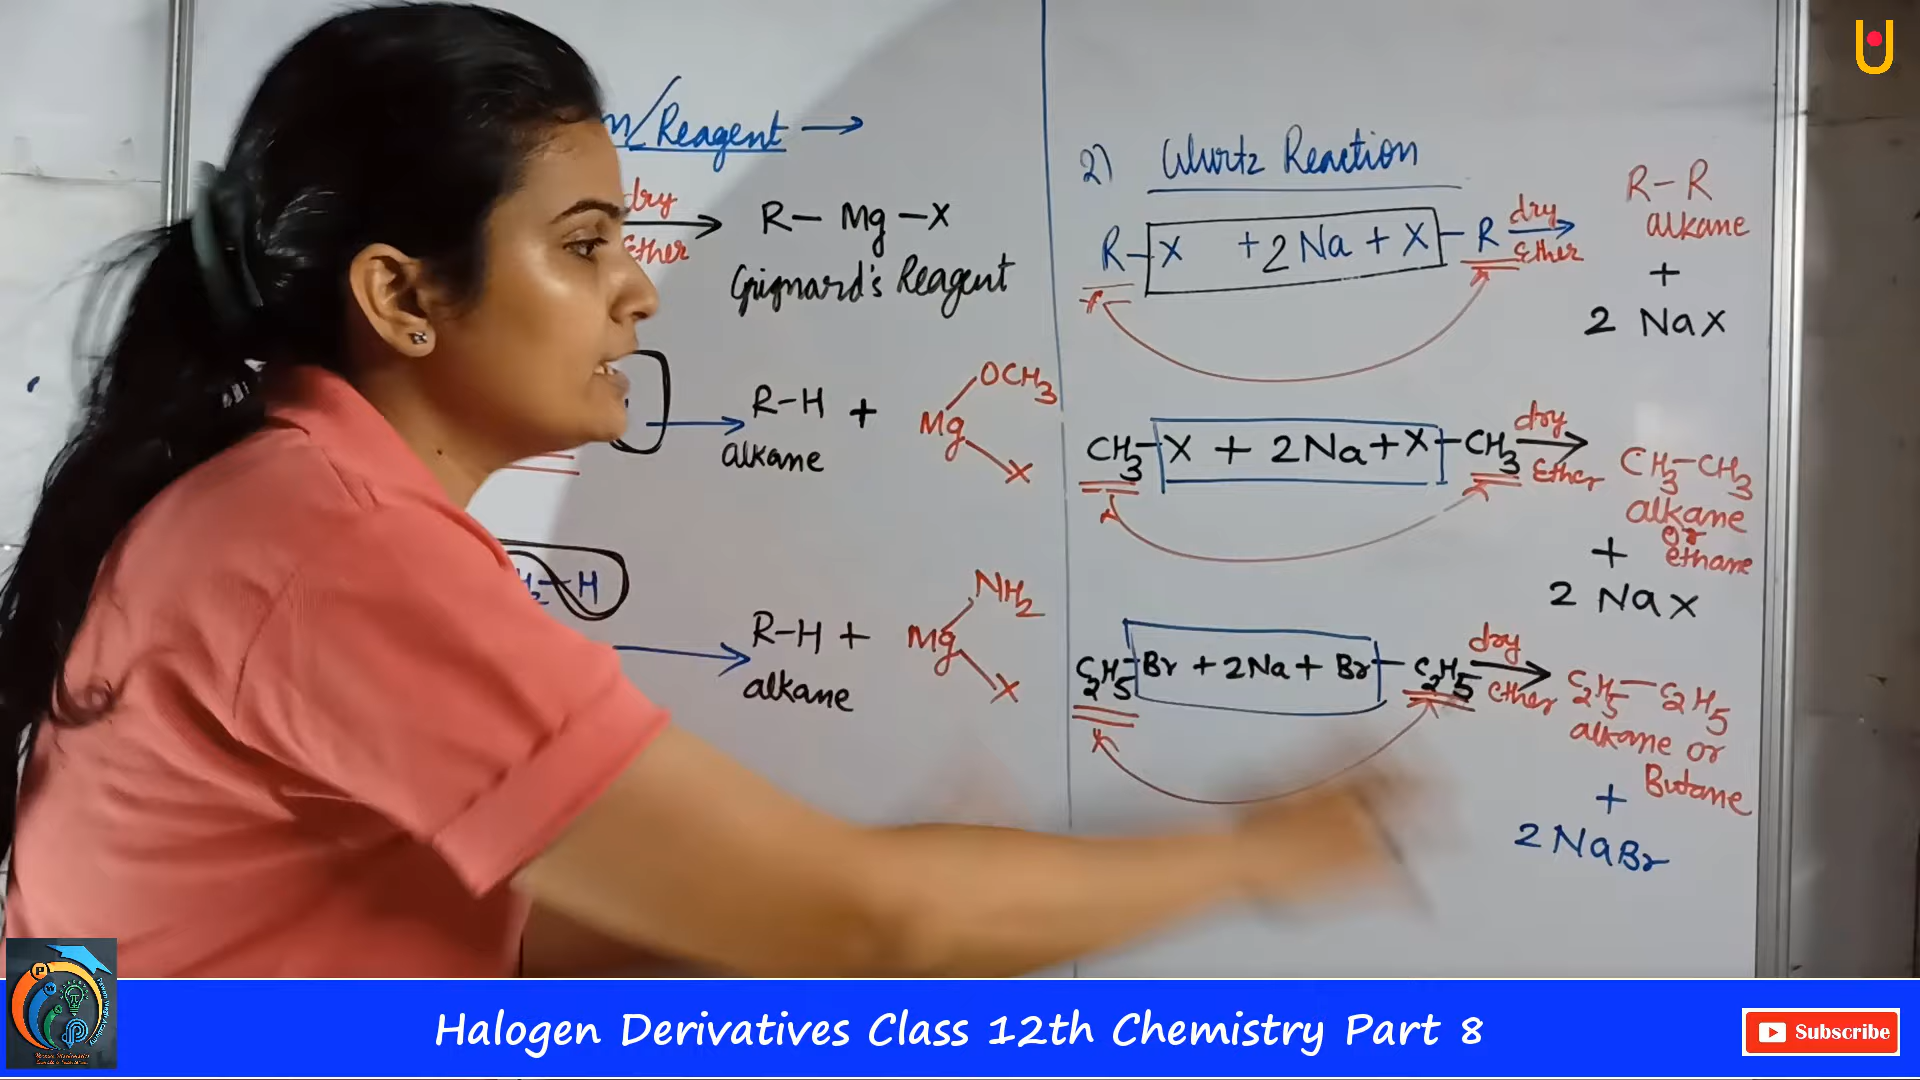 /Reagent →
dry
Ether
R - Mg - X
Grignard's Reagent
R-H +
alkane
OCH3
Mg
X
H
R-H +
alkane
NH2
Mg
X
2) Wurtz Reaction
R-X + 2Na + X-R
dry
Ether
R-R
alkane
+
2 NaX
CH3-X + 2Na + X-CH3
dry
Ether
CH3-CH3
alkane
or
ethane
+
2 NaX
C2H5-Br + 2Na + Br-C2H5
dry
ether
C2H5-C2H5
alkane or
Butane
+
2 NaBr
Halogen Derivatives Class 12th Chemistry Part 8
Subscribe